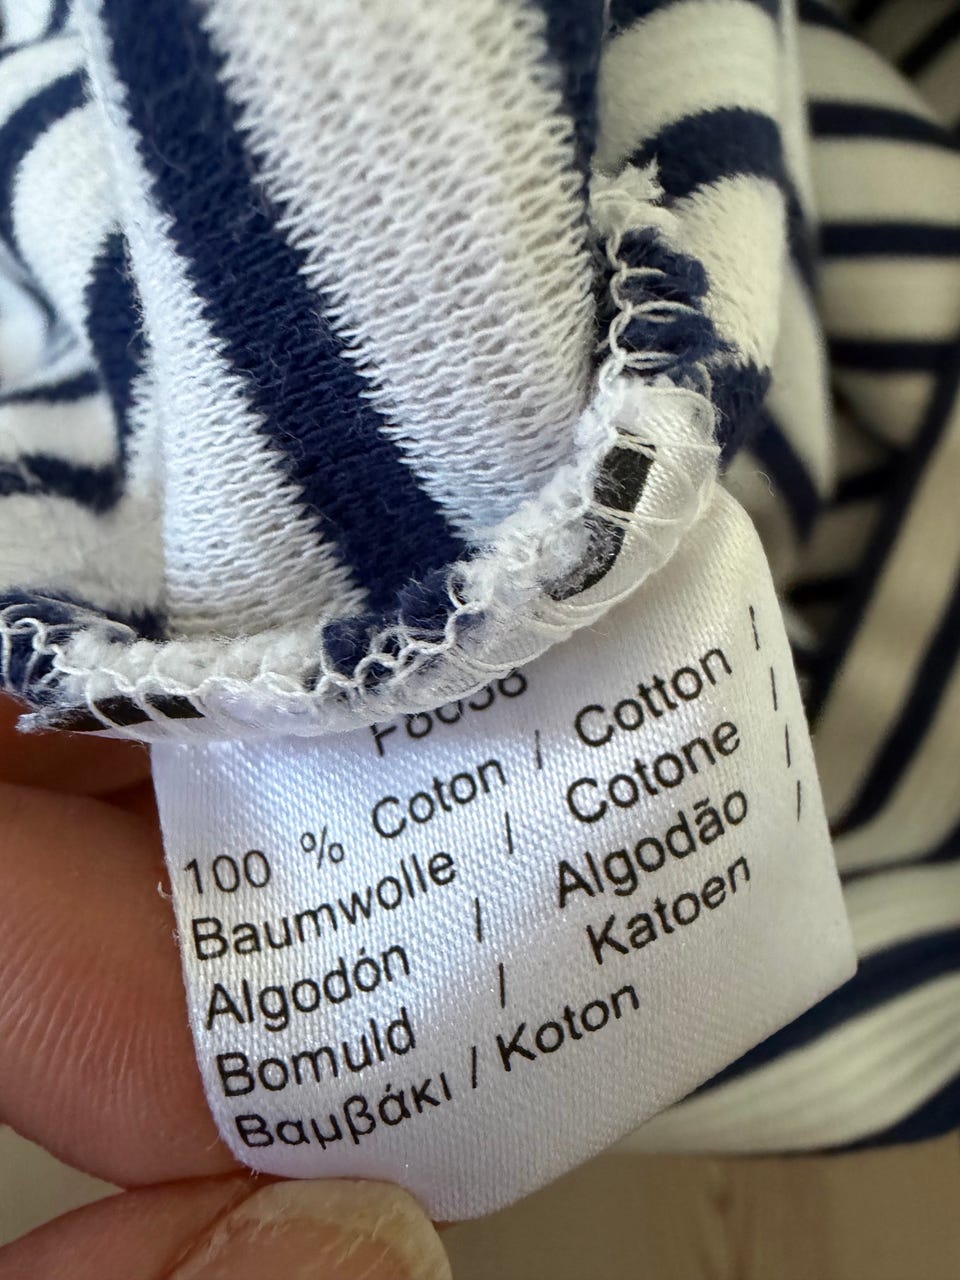 100 % Coton / Cotton /
Baumwolle / Cotone /
Algodón / Algodão /
Bomuld / Katoen /
Βαμβάκι / Koton